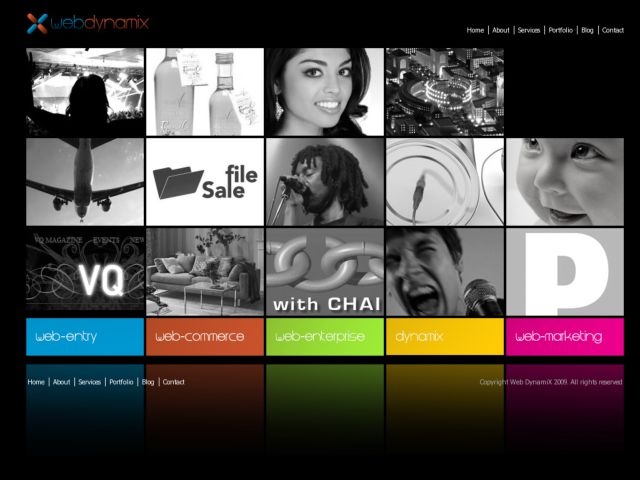 webdynamix
Home | About | Services | Portfolio | Blog | Contact
file
Sale
VQ MAGAZINE EVENTS NEW
VQ
with CHAI
P
web-entry
web-commerce
web-enterprise
dynamix
web-marketing
Home | About | Services | Portfolio | Blog | Contact
Copyright Web DynamiX 2009. All rights reserved